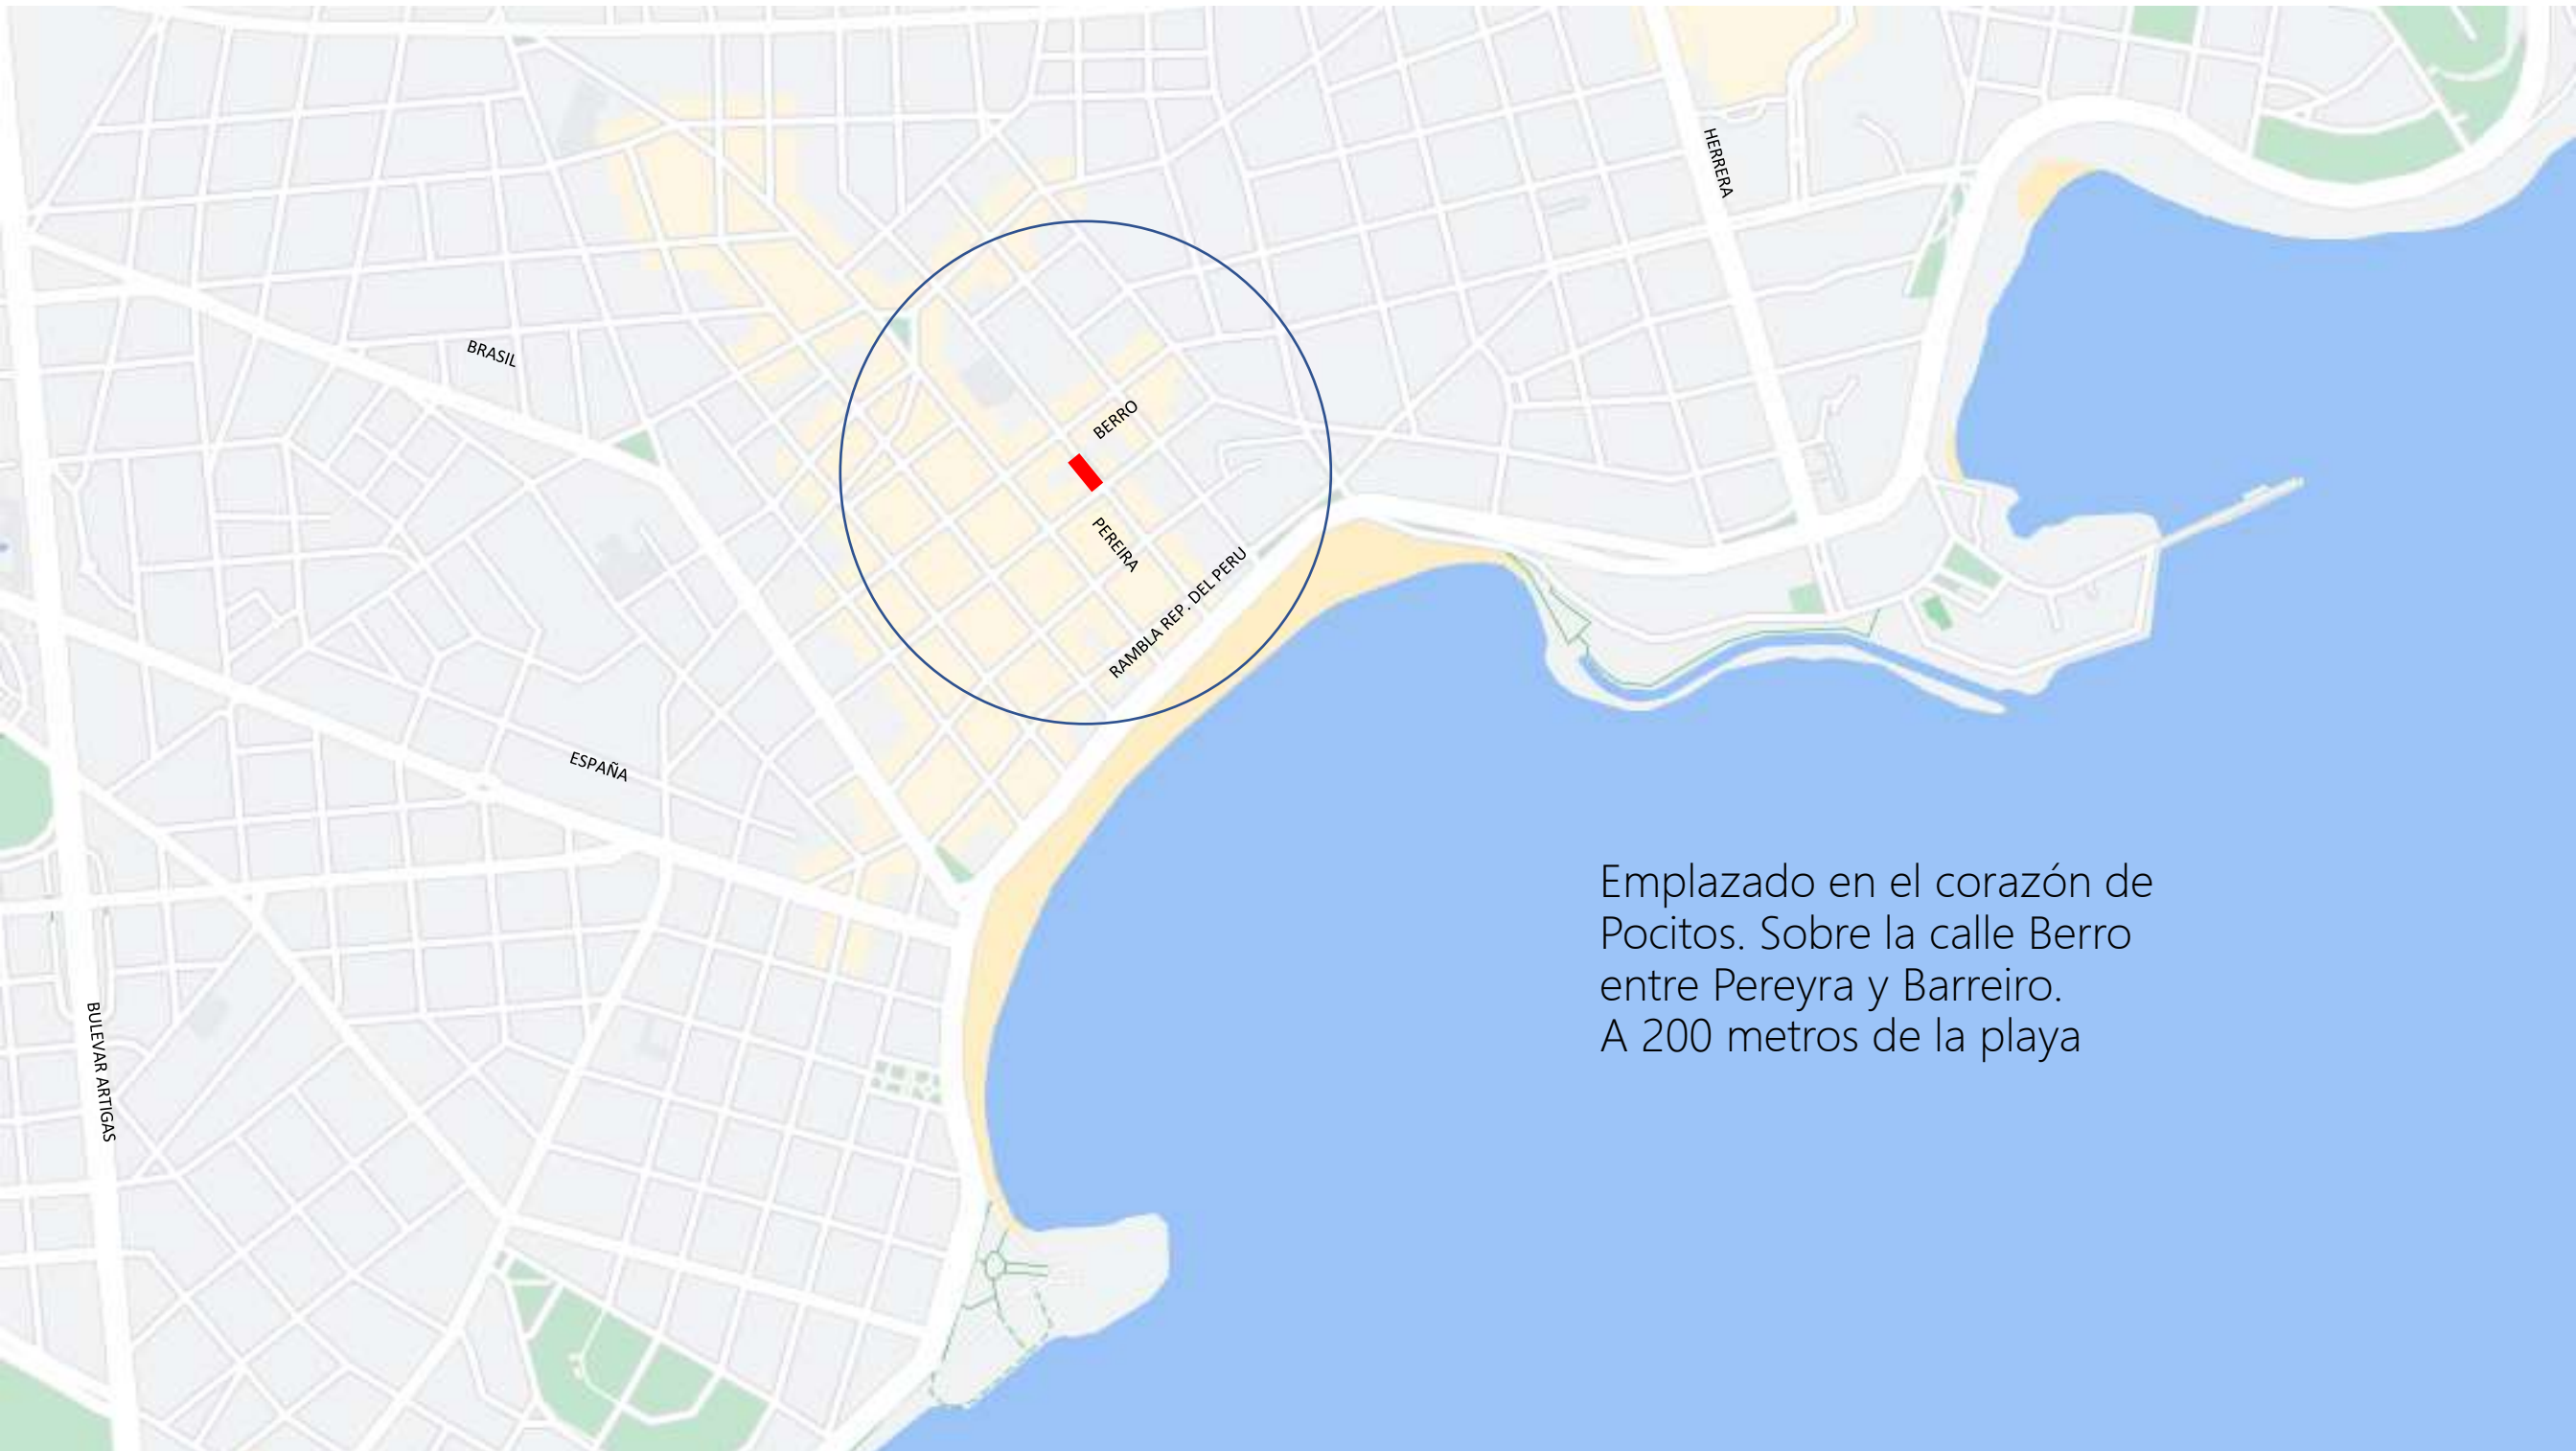 HERRERA
BRASIL
BERRO
PEREIRA
RAMBLA REP. DEL PERU
ESPAÑA
BULEVAR ARTIGAS
Emplazado en el corazón de
Pocitos. Sobre la calle Berro
entre Pereyra y Barreiro.
A 200 metros de la playa